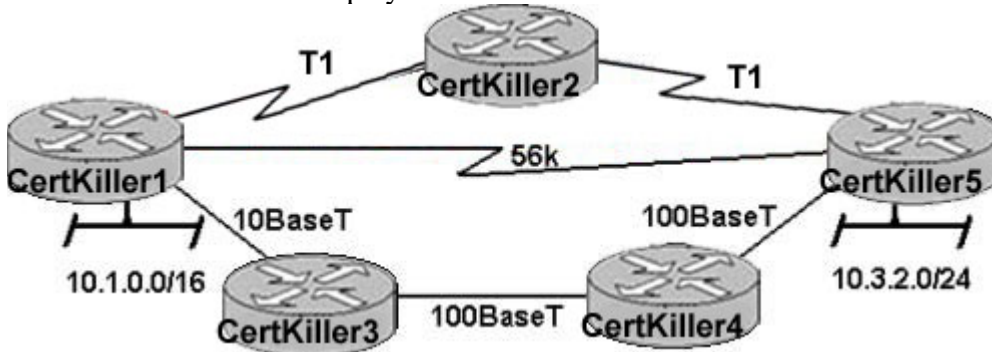 T1
CertKiller2
T1
CertKiller1
56k
CertKiller5
10BaseT
100BaseT
10.1.0.0/16
10.3.2.0/24
CertKiller3
100BaseT
CertKiller4